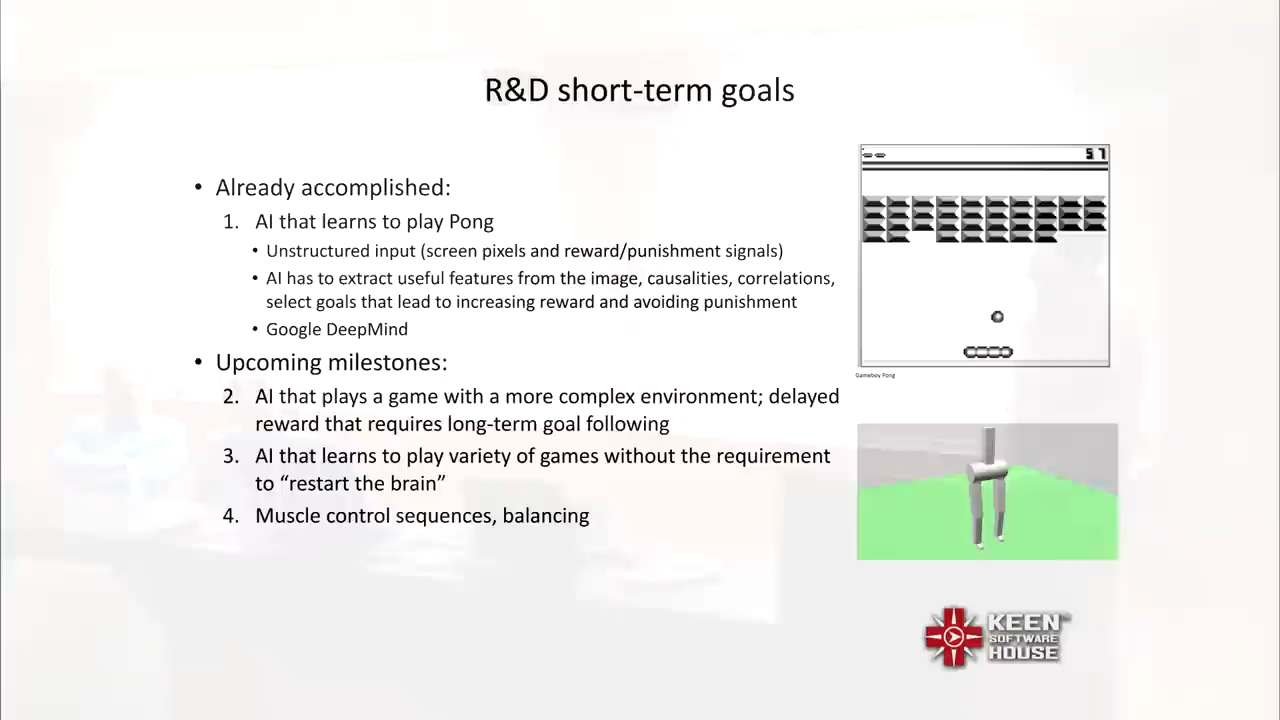 R&D short-term goals
• Already accomplished:
1. AI that learns to play Pong
• Unstructured input (screen pixels and reward/punishment signals)
• AI has to extract useful features from the image, causalities, correlations,
select goals that lead to increasing reward and avoiding punishment
• Google DeepMind
• Upcoming milestones:
2. AI that plays a game with a more complex environment; delayed
reward that requires long-term goal following
3. AI that learns to play variety of games without the requirement
to “restart the brain”
4. Muscle control sequences, balancing
57
Gameboy Pong
KEEN™
SOFTWARE
HOUSE